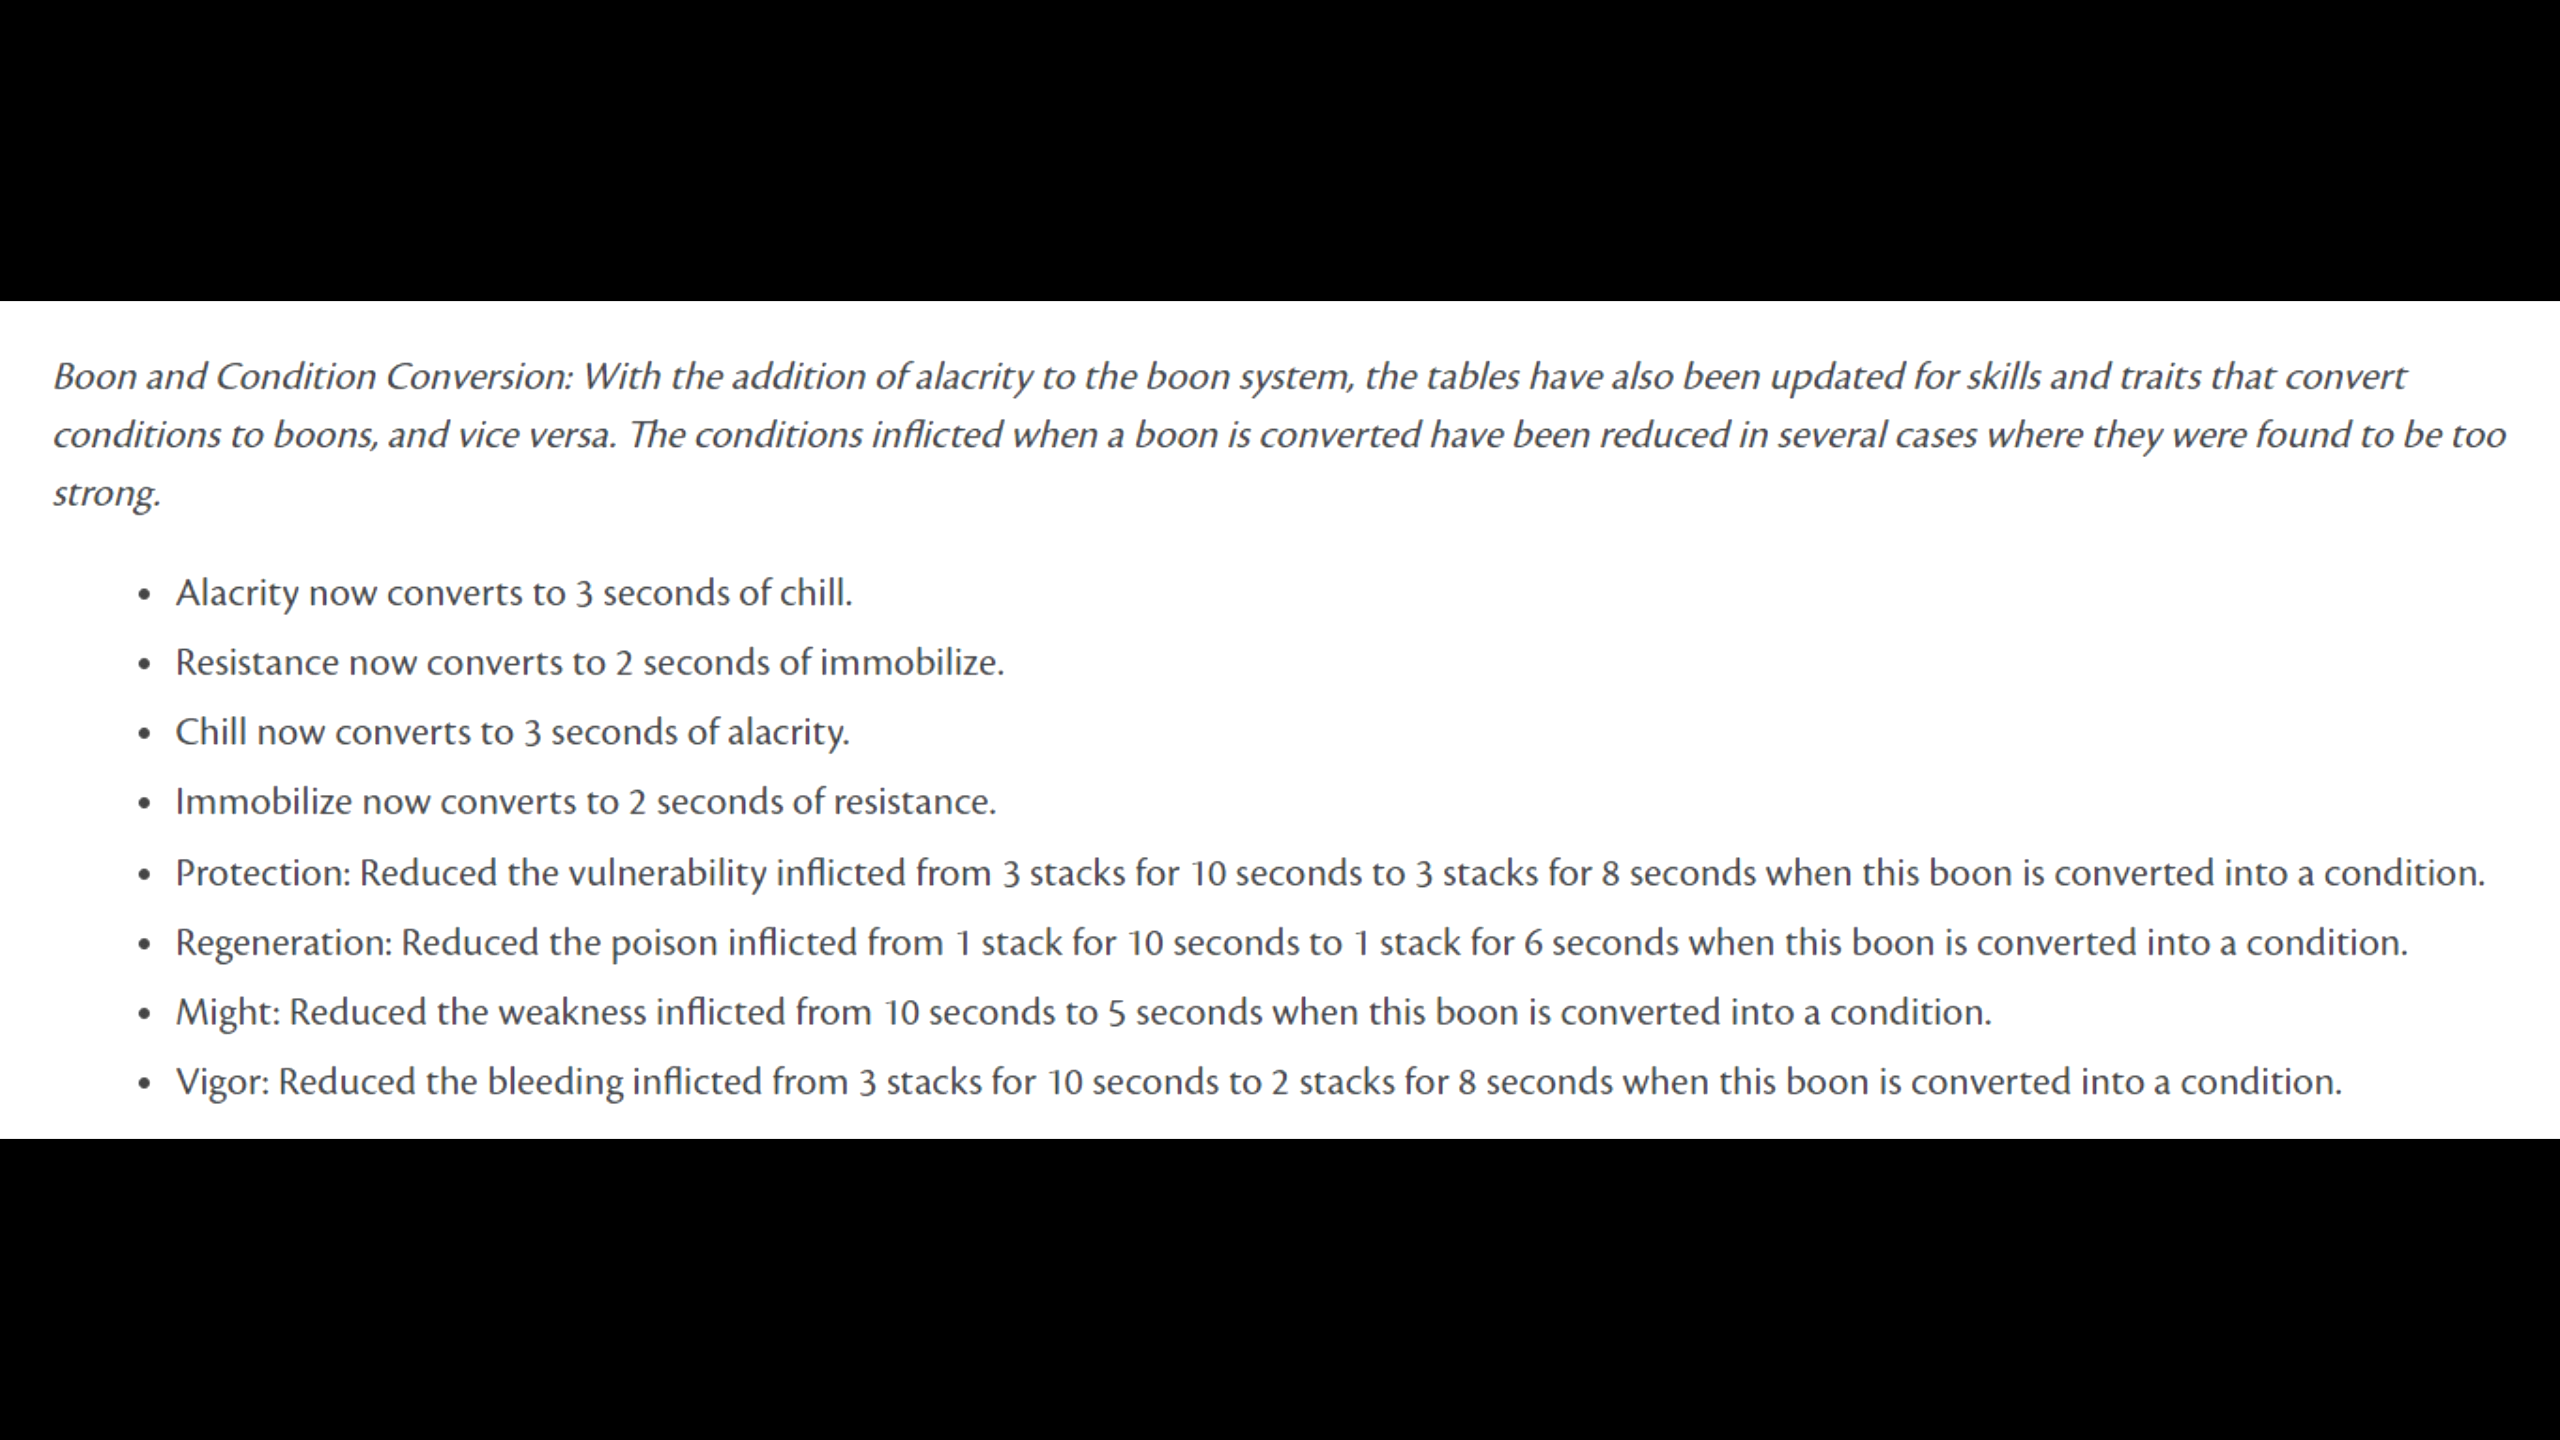 Boon and Condition Conversion: With the addition of alacrity to the boon system, the tables have also been updated for skills and traits that convert
conditions to boons, and vice versa. The conditions inflicted when a boon is converted have been reduced in several cases where they were found to be too
strong.
• Alacrity now converts to 3 seconds of chill.
• Resistance now converts to 2 seconds of immobilize.
• Chill now converts to 3 seconds of alacrity.
• Immobilize now converts to 2 seconds of resistance.
• Protection: Reduced the vulnerability inflicted from 3 stacks for 10 seconds to 3 stacks for 8 seconds when this boon is converted into a condition.
• Regeneration: Reduced the poison inflicted from 1 stack for 10 seconds to 1 stack for 6 seconds when this boon is converted into a condition.
• Might: Reduced the weakness inflicted from 10 seconds to 5 seconds when this boon is converted into a condition.
• Vigor: Reduced the bleeding inflicted from 3 stacks for 10 seconds to 2 stacks for 8 seconds when this boon is converted into a condition.